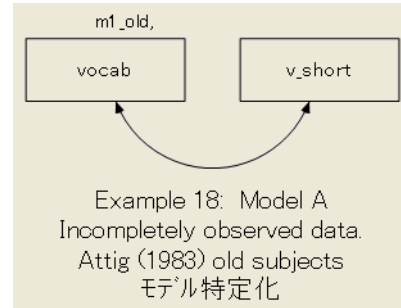 m1_old,
vocab
v_short
Example 18: Model A
Incompletely observed data.
Attig (1983) old subjects
モデル特定化